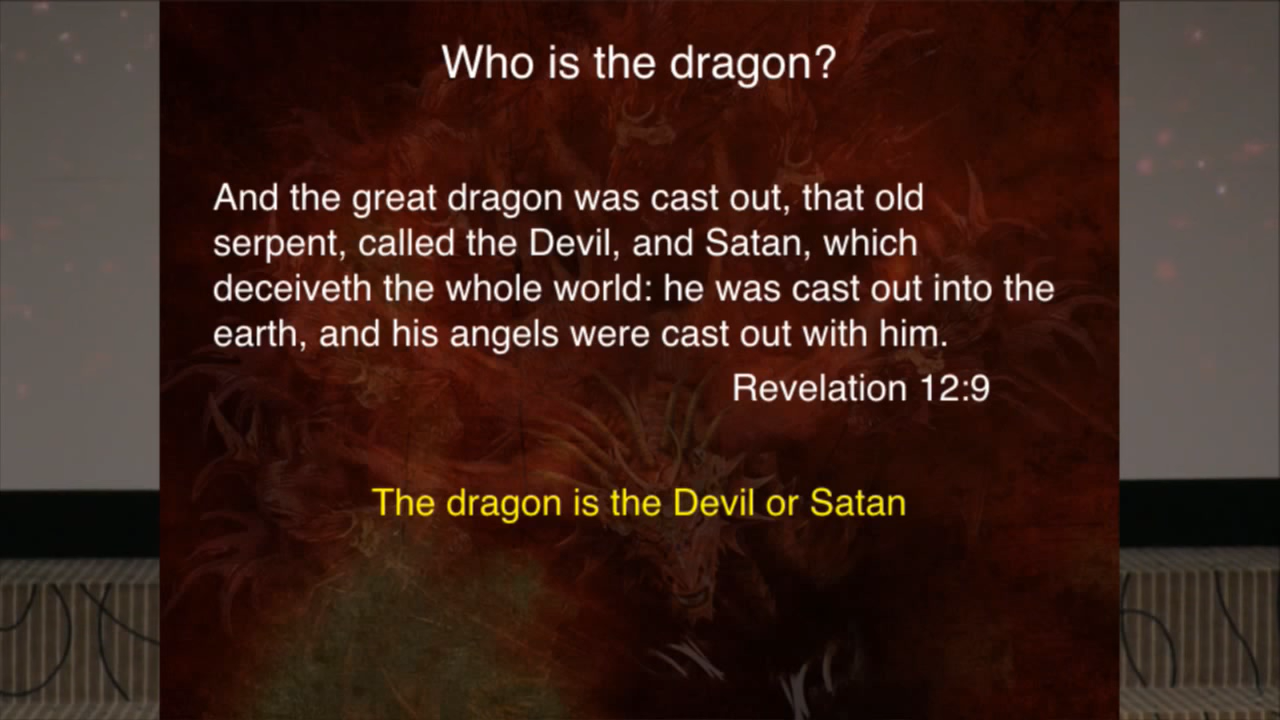 Who is the dragon?
And the great dragon was cast out, that old
serpent, called the Devil, and Satan, which
deceiveth the whole world: he was cast out into the
earth, and his angels were cast out with him.
Revelation 12:9
The dragon is the Devil or Satan